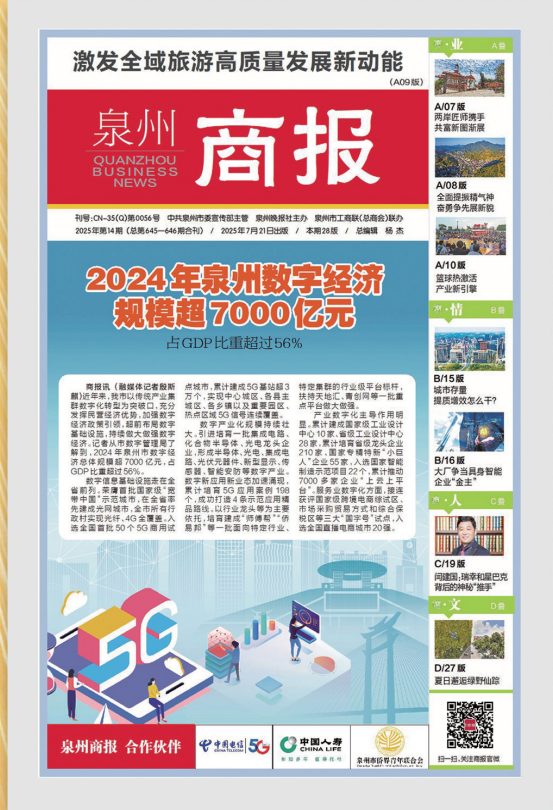 激发全域旅游高质量发展新动能
(A09版)
泉州
商报
QUANZHOU
BUSINESS
NEWS
刊号:CN-35(Q)第0056号 中共泉州市委宣传部主管 泉州晚报社主办 泉州市工商联(总商会)联办
2025年第14期 (总第645—646期合刊) / 2025年7月21日出版 / 本期28版 / 总编辑 杨 杰
2024年泉州数字经济
规模超7000亿元
占GDP比重超过56%
商报讯 (融媒体记者殷斯
麒)近年来,我市以传统产业集
群数字化转型为突破口,充分
发挥民营经济优势,加强数字
经济政策引领,超前布局数字
基础设施,持续做大做强数字
经济。记者从市数字管理局了
解到,2024年泉州市数字经
济总规模超7000亿元,占
GDP比重超过56%。
数字信息基础设施走在全
省前列,荣膺首批国家级“宽
带中国”示范城市,在全省率
先建成光网城市,全市所有行
政村实现光纤、4G全覆盖,入
选全国首批50个5G商用试
点城市,累计建成5G基站超3
万个,实现中心城区、各县主
城区、各乡镇以及重要园区、
热点区域5G信号连续覆盖。
数字产业化规模持续壮
大。引进培育一批集成电路、
化合物半导体、光电龙头企
业,形成半导体、光电、集成电
路、光伏元器件、新型显示、传
感器、智能安防等数字产业。
数字新应用新业态加速涌现,
累计培育5G应用案例198
个,成功打造4条示范应用精
品路线。以行业龙头等为主要
依托,培育建成“师傅帮”“侨
易邦”等一批面向特定行业、
特定集群的行业级平台标杆,
扶持天地汇、青创网等一批重
点平台做大做强。
产业数字化主导作用明
显。累计建成国家级工业设计
中心10家,省级工业设计中心
28家,累计培育省级龙头企业
210家、国家专精特新“小巨
人”企业55家,入选国家智能
制造示范项目22个,累计推动
7000多家企业“上云上平
台”。服务业数字化方面,接连
获评国家级跨境电商综试区、
市场采购贸易方式和综合保
税区等三大“国字号”试点,入
选全国直播电商城市20强。
5G
泉州商报 合作伙伴
中国电信
CHINA TELECOM
5G
中国人寿
CHINA LIFE
泉州市侨界青年联合会
·业
A叠
A/07版
两岸匠师携手
共富新图渐展
A/08版
全面提振精气神
奋勇争先展新貌
A/10版
篮球热激活
产业新引擎
·情
B叠
B/15版
城市存量
提质增效怎么干?
B/16版
大厂争当具身智能
企业“金主”
·人
C叠
C/19版
闫建国:瑞幸和星巴克
背后的神秘“推手”
·文
D叠
D/27版
夏日邂逅绿野仙踪
扫一扫,关注商报官微